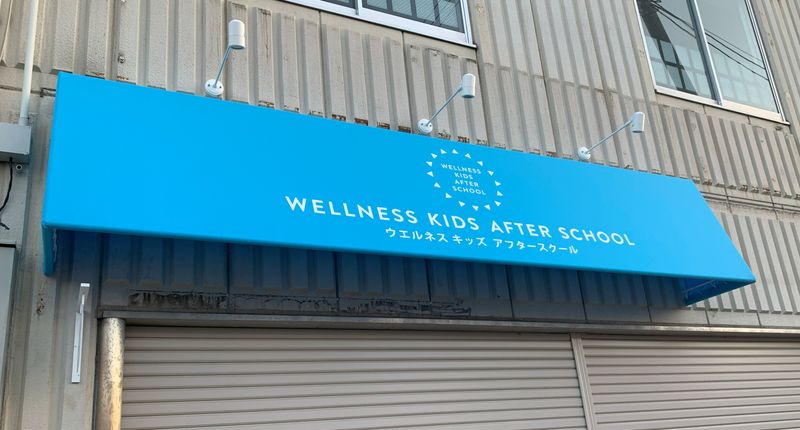 WELLNESS
KIDS
AFTER
SCHOOL
WELLNESS KIDS AFTER SCHOOL
ウエルネス キッズ アフタースクール